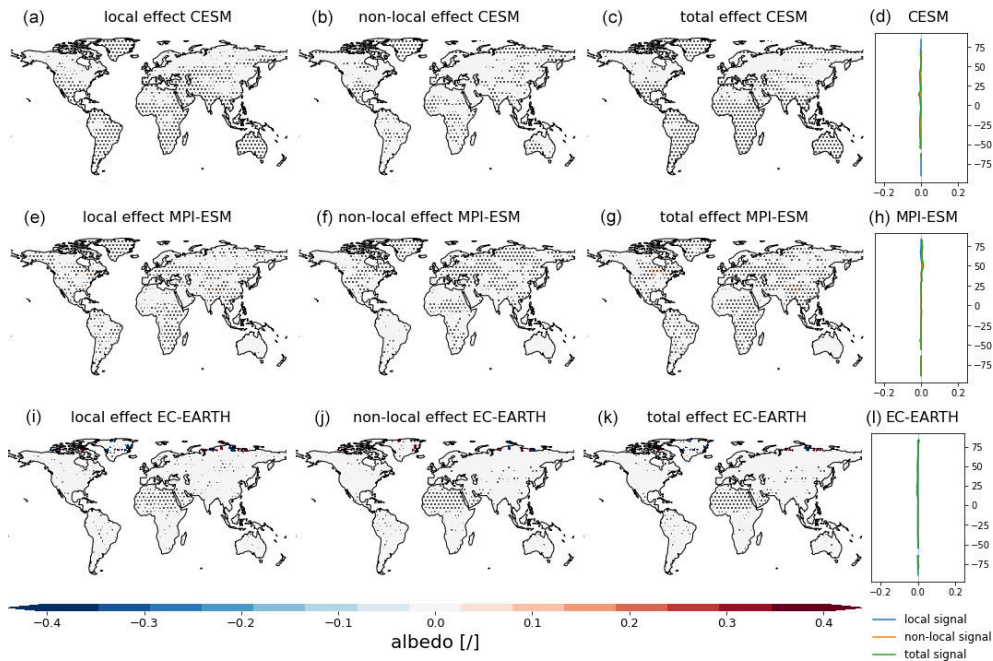 (a) local effect CESM
(b) non-local effect CESM
(c) total effect CESM
(d) CESM
75
50
25
0
−25
−50
−75
−0.2 0.0 0.2
(e) local effect MPI-ESM
(f) non-local effect MPI-ESM
(g) total effect MPI-ESM
(h) MPI-ESM
75
50
25
0
−25
−50
−75
−0.2 0.0 0.2
(i) local effect EC-EARTH
(j) non-local effect EC-EARTH
(k) total effect EC-EARTH
(l) EC-EARTH
75
50
25
0
−25
−50
−75
−0.2 0.0 0.2
−0.4 −0.3 −0.2 −0.1 0.0 0.1 0.2 0.3 0.4
albedo [/]
local signal
non-local signal
total signal